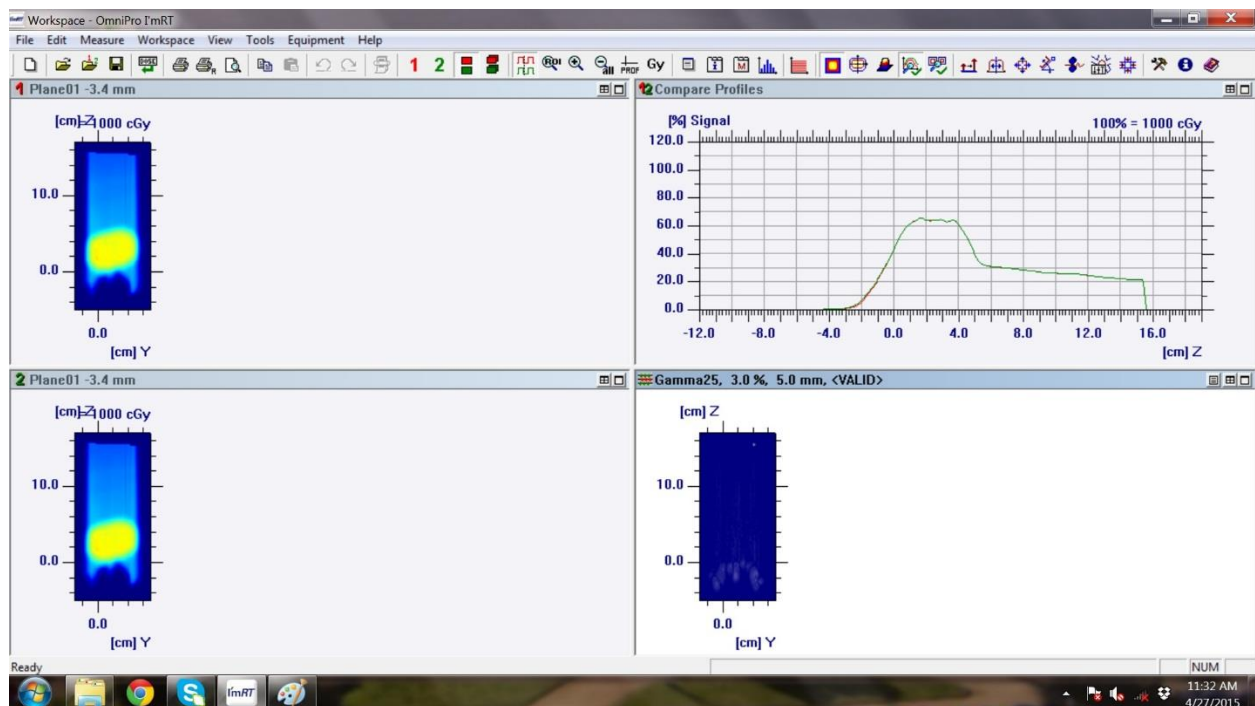 Workspace - OmniPro I'mRT
File Edit Measure Workspace View Tools Equipment Help
1 2 ROI all PROF Gy
1 Plane01 -3.4 mm
[cm] Z 1000 cGy
10.0
0.0
0.0
[cm] Y
12 Compare Profiles
[%] Signal
100% = 1000 cGy
120.0
100.0
80.0
60.0
40.0
20.0
0.0
-12.0 -8.0 -4.0 0.0 4.0 8.0 12.0 16.0
[cm] Z
2 Plane01 -3.4 mm
[cm] Z 1000 cGy
10.0
0.0
0.0
[cm] Y
Gamma25, 3.0 %, 5.0 mm, <VALID>
[cm] Z
10.0
0.0
0.0
[cm] Y
Ready
NUM
I'mRT
11:32 AM
4/27/2015